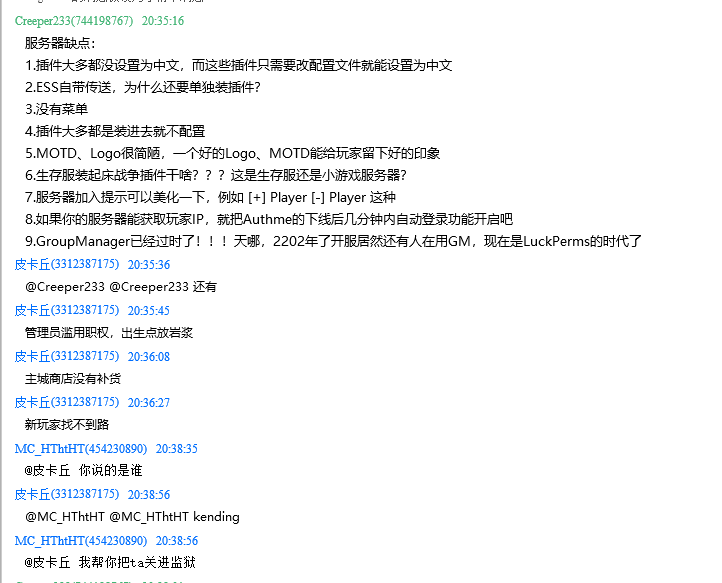 Creeper233(744198767) 20:35:16
服务器缺点：
1.插件大多都没设置为中文，而这些插件只需要改配置文件就能设置为中文
2.ESS自带传送，为什么还要单独装插件？
3.没有菜单
4.插件大多都是装进去就不配置
5.MOTD、Logo很简陋，一个好的Logo、MOTD能给玩家留下好的印象
6.生存服装起床战争插件干啥？？？这是生存服还是小游戏服务器？
7.服务器加入提示可以美化一下，例如 [+] Player [-] Player 这种
8.如果你的服务器能获取玩家IP，就把Authme的下线后几分钟内自动登录功能开启吧
9.GroupManager已经过时了！！！天哪，2202年了开服居然还有人在用GM，现在是LuckPerms的时代了
皮卡丘(3312387175) 20:35:36
@Creeper233 @Creeper233 还有
皮卡丘(3312387175) 20:35:45
管理员滥用职权，出生点放岩浆
皮卡丘(3312387175) 20:36:08
主城商店没有补货
皮卡丘(3312387175) 20:36:27
新玩家找不到路
MC_HThtHT(454230890) 20:38:35
@皮卡丘 你说的是谁
皮卡丘(3312387175) 20:38:56
@MC_HThtHT @MC_HThtHT kending
MC_HThtHT(454230890) 20:38:56
@皮卡丘 我帮你把ta关进监狱